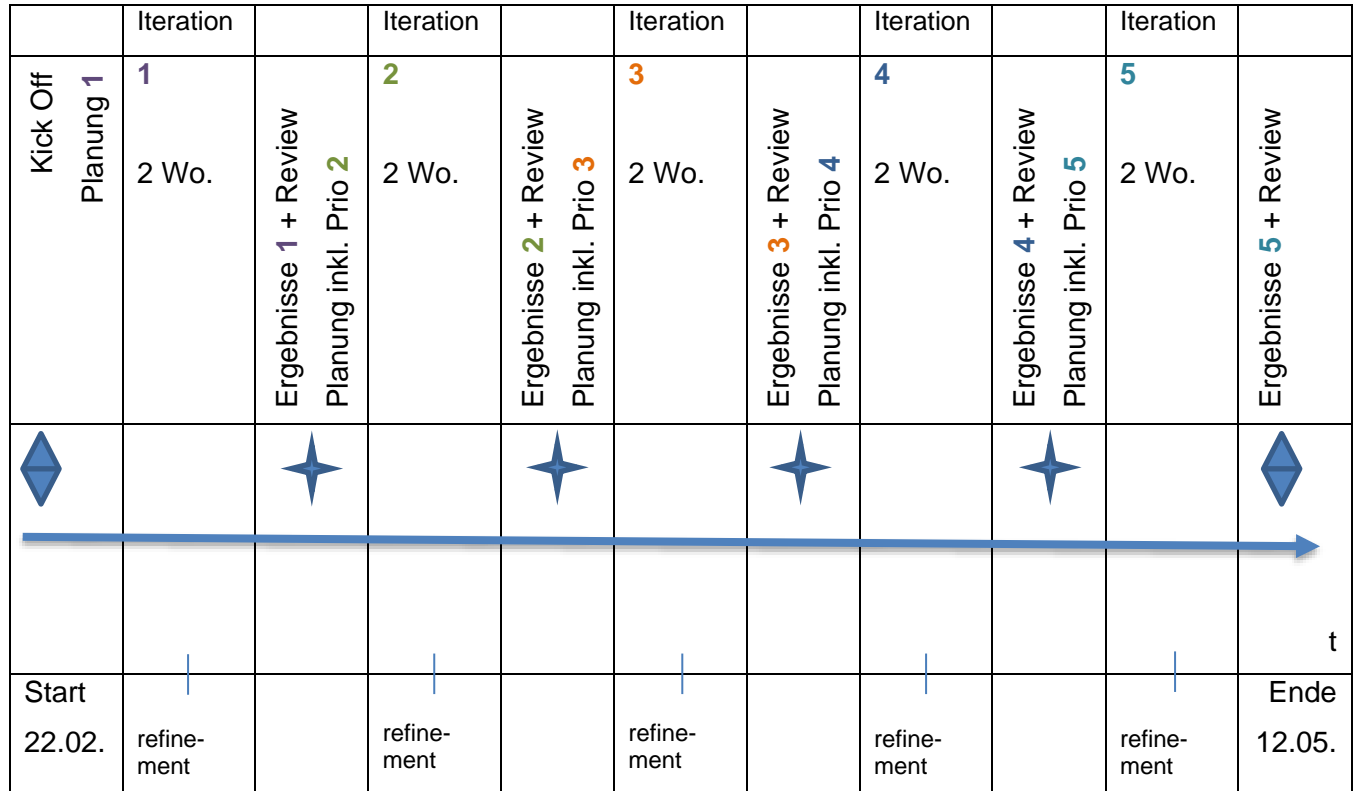 Iteration
Iteration
Iteration
Iteration
Iteration
Kick Off
Planung 1
1
2 Wo.
Ergebnisse 1 + Review
Planung inkl. Prio 2
2
2 Wo.
Ergebnisse 2 + Review
Planung inkl. Prio 3
3
2 Wo.
Ergebnisse 3 + Review
Planung inkl. Prio 4
4
2 Wo.
Ergebnisse 4 + Review
Planung inkl. Prio 5
5
2 Wo.
Ergebnisse 5 + Review
t
Start
22.02.
refine-
ment
refine-
ment
refine-
ment
refine-
ment
refine-
ment
Ende
12.05.